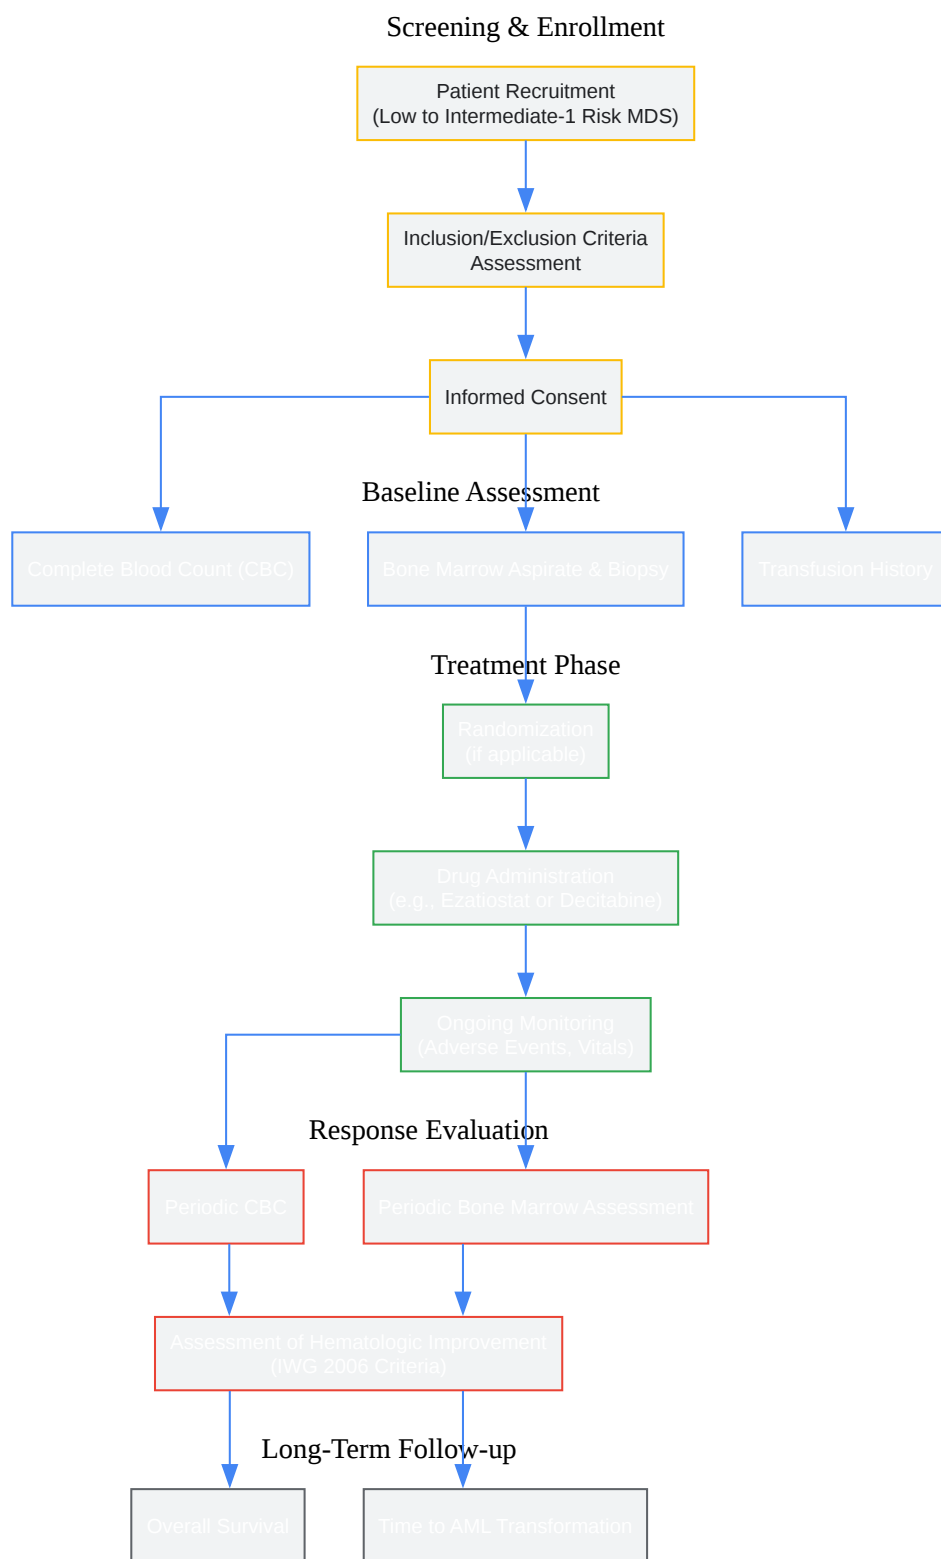 Screening & Enrollment
Patient Recruitment
(Low to Intermediate-1 Risk MDS)
Inclusion/Exclusion Criteria
Assessment
Informed Consent
Baseline Assessment
Complete Blood Count (CBC)
Bone Marrow Aspirate & Biopsy
Transfusion History
Treatment Phase
Randomization
(if applicable)
Drug Administration
(e.g., Ezatiostat or Decitabine)
Ongoing Monitoring
(Adverse Events, Vitals)
Response Evaluation
Periodic CBC
Periodic Bone Marrow Assessment
Assessment of Hematologic Improvement
(IWG 2006 Criteria)
Long-Term Follow-up
Overall Survival
Time to AML Transformation